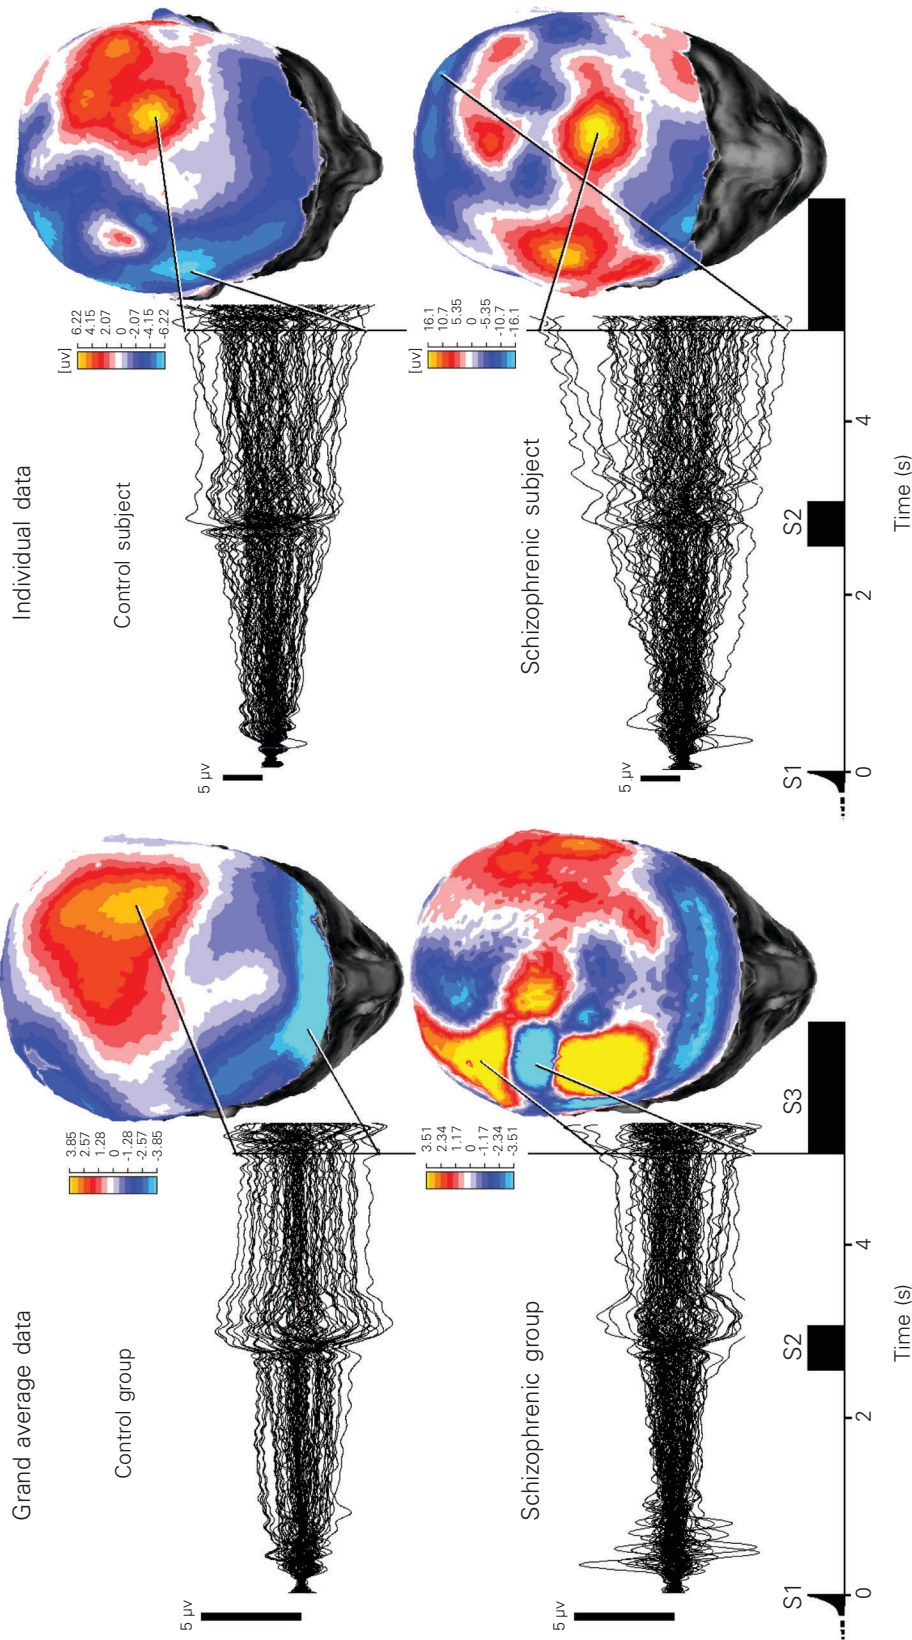 Grand average data
Control group
5 μv
3.85
2.57
1.28
0
-1.28
-2.57
-3.85
Schizophrenic group
5 μv
3.51
2.34
1.17
0
-1.17
-2.34
-3.51
S1
S2
S3
0
2
4
Time (s)
Individual data
Control subject
5 μv
[uv]
6.22
4.15
2.07
0
-2.07
-4.15
-6.22
Schizophrenic subject
5 μv
[uv]
16.1
10.7
5.35
0
-5.35
-10.7
-16.1
S1
S2
0
2
4
Time (s)